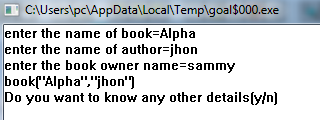 C:\Users\pc\AppData\Local\Temp\goal$000.exe
enter the name of book=Alpha
enter the name of author=jhon
enter the book owner name=sammy
book("Alpha","jhon")
Do you want to know any other details(y/n)